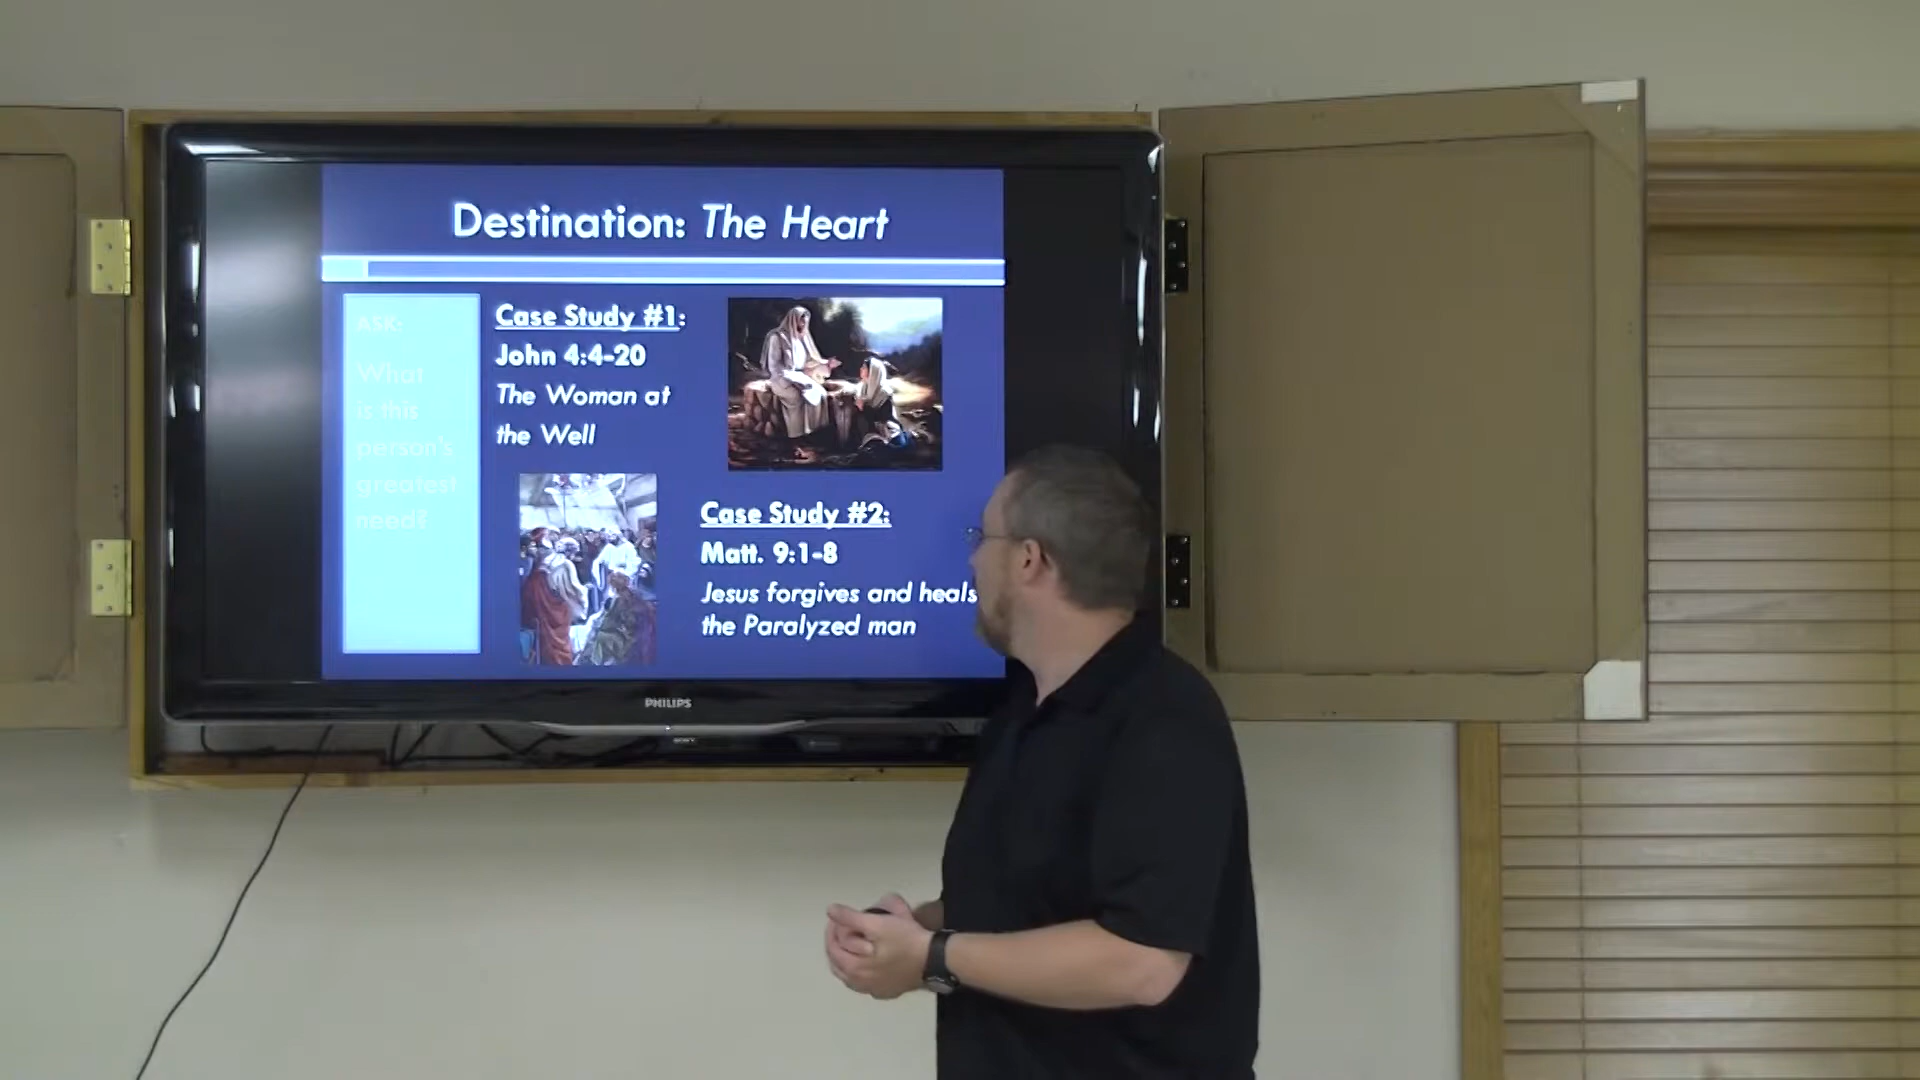 Destination: The Heart
ASK:
What
is this
person's
greatest
need?
Case Study #1:
John 4:4-20
The Woman at
the Well
Case Study #2:
Matt. 9:1-8
Jesus forgives and heals
the Paralyzed man
PHILIPS
SONY